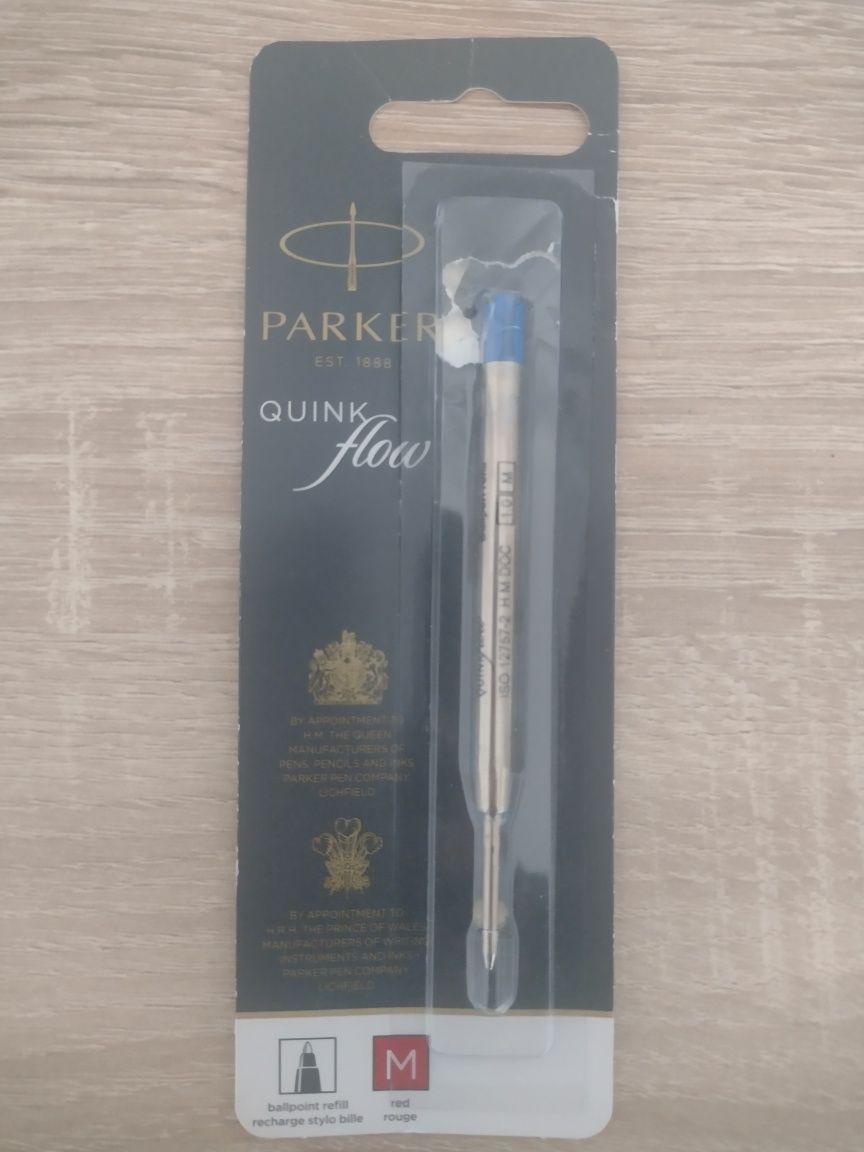 PARKER
EST. 1888
QUINK
flow
BY APPOINTMENT TO
H.M. THE QUEEN
MANUFACTURERS OF
PENS, PENCILS AND INKS
PARKER PEN COMPANY
LICHFIELD
BY APPOINTMENT TO
H.R.H. THE PRINCE OF WALES
MANUFACTURERS OF WRITING
INSTRUMENTS AND INKS
PARKER PEN COMPANY
LICHFIELD
ISO 12757-2 H M DOC 1.0 M
M
ballpoint refill
recharge stylo bille
red
rouge